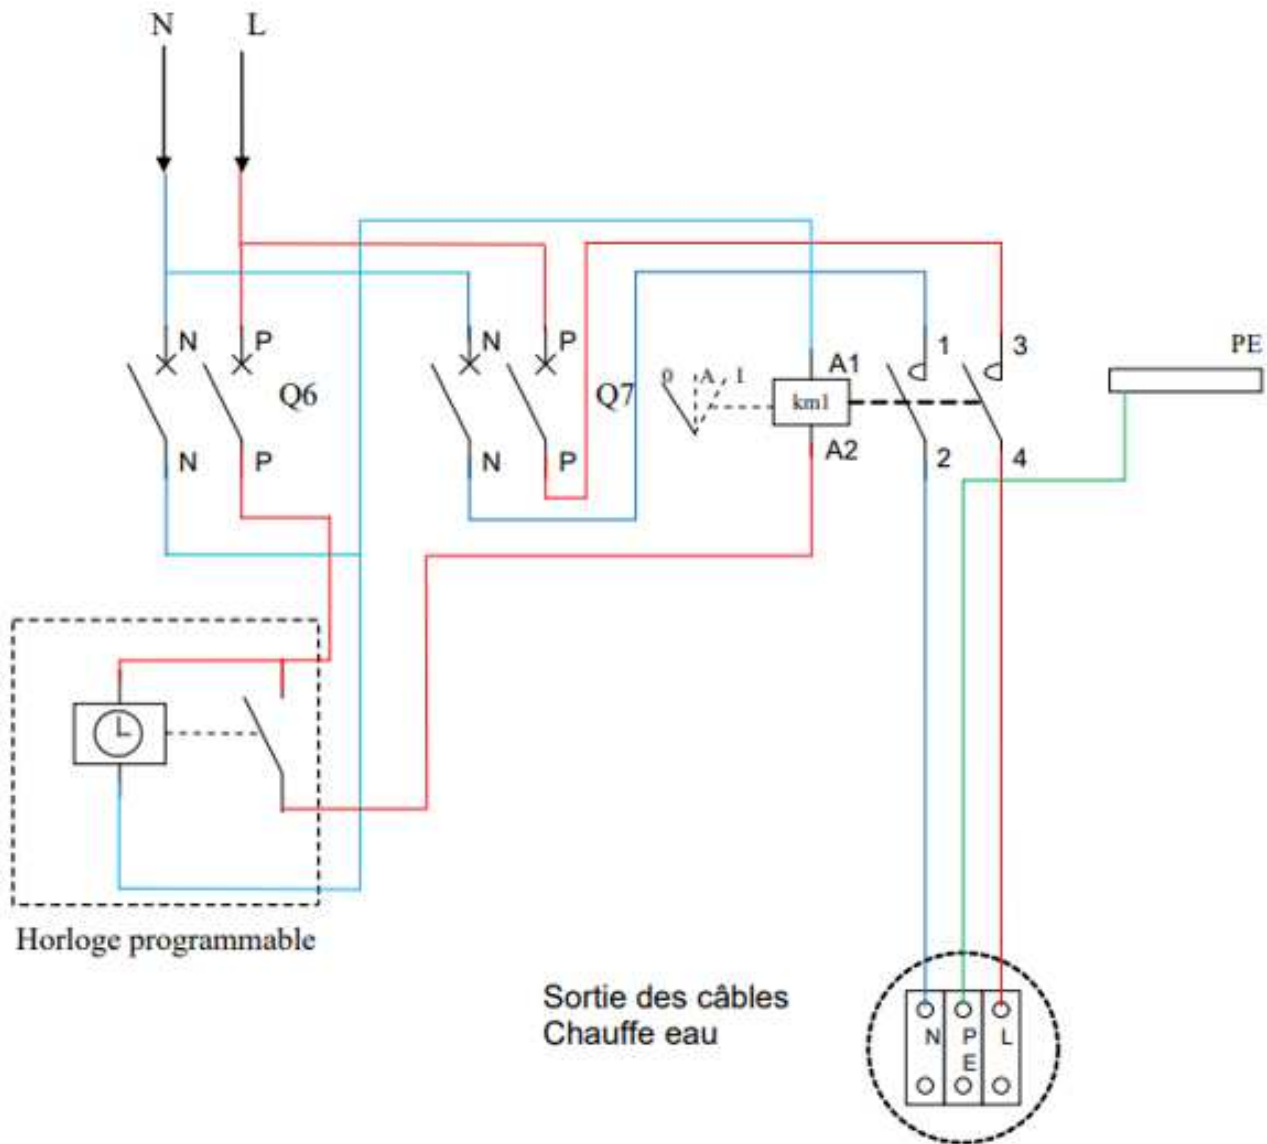 N L
N P
N P
1 3
PE
Q6
Q7
0 A I
A1
km1
A2
N P
N P
2 4
Horloge programmable
Sortie des câbles
Chauffe eau
N P L
E